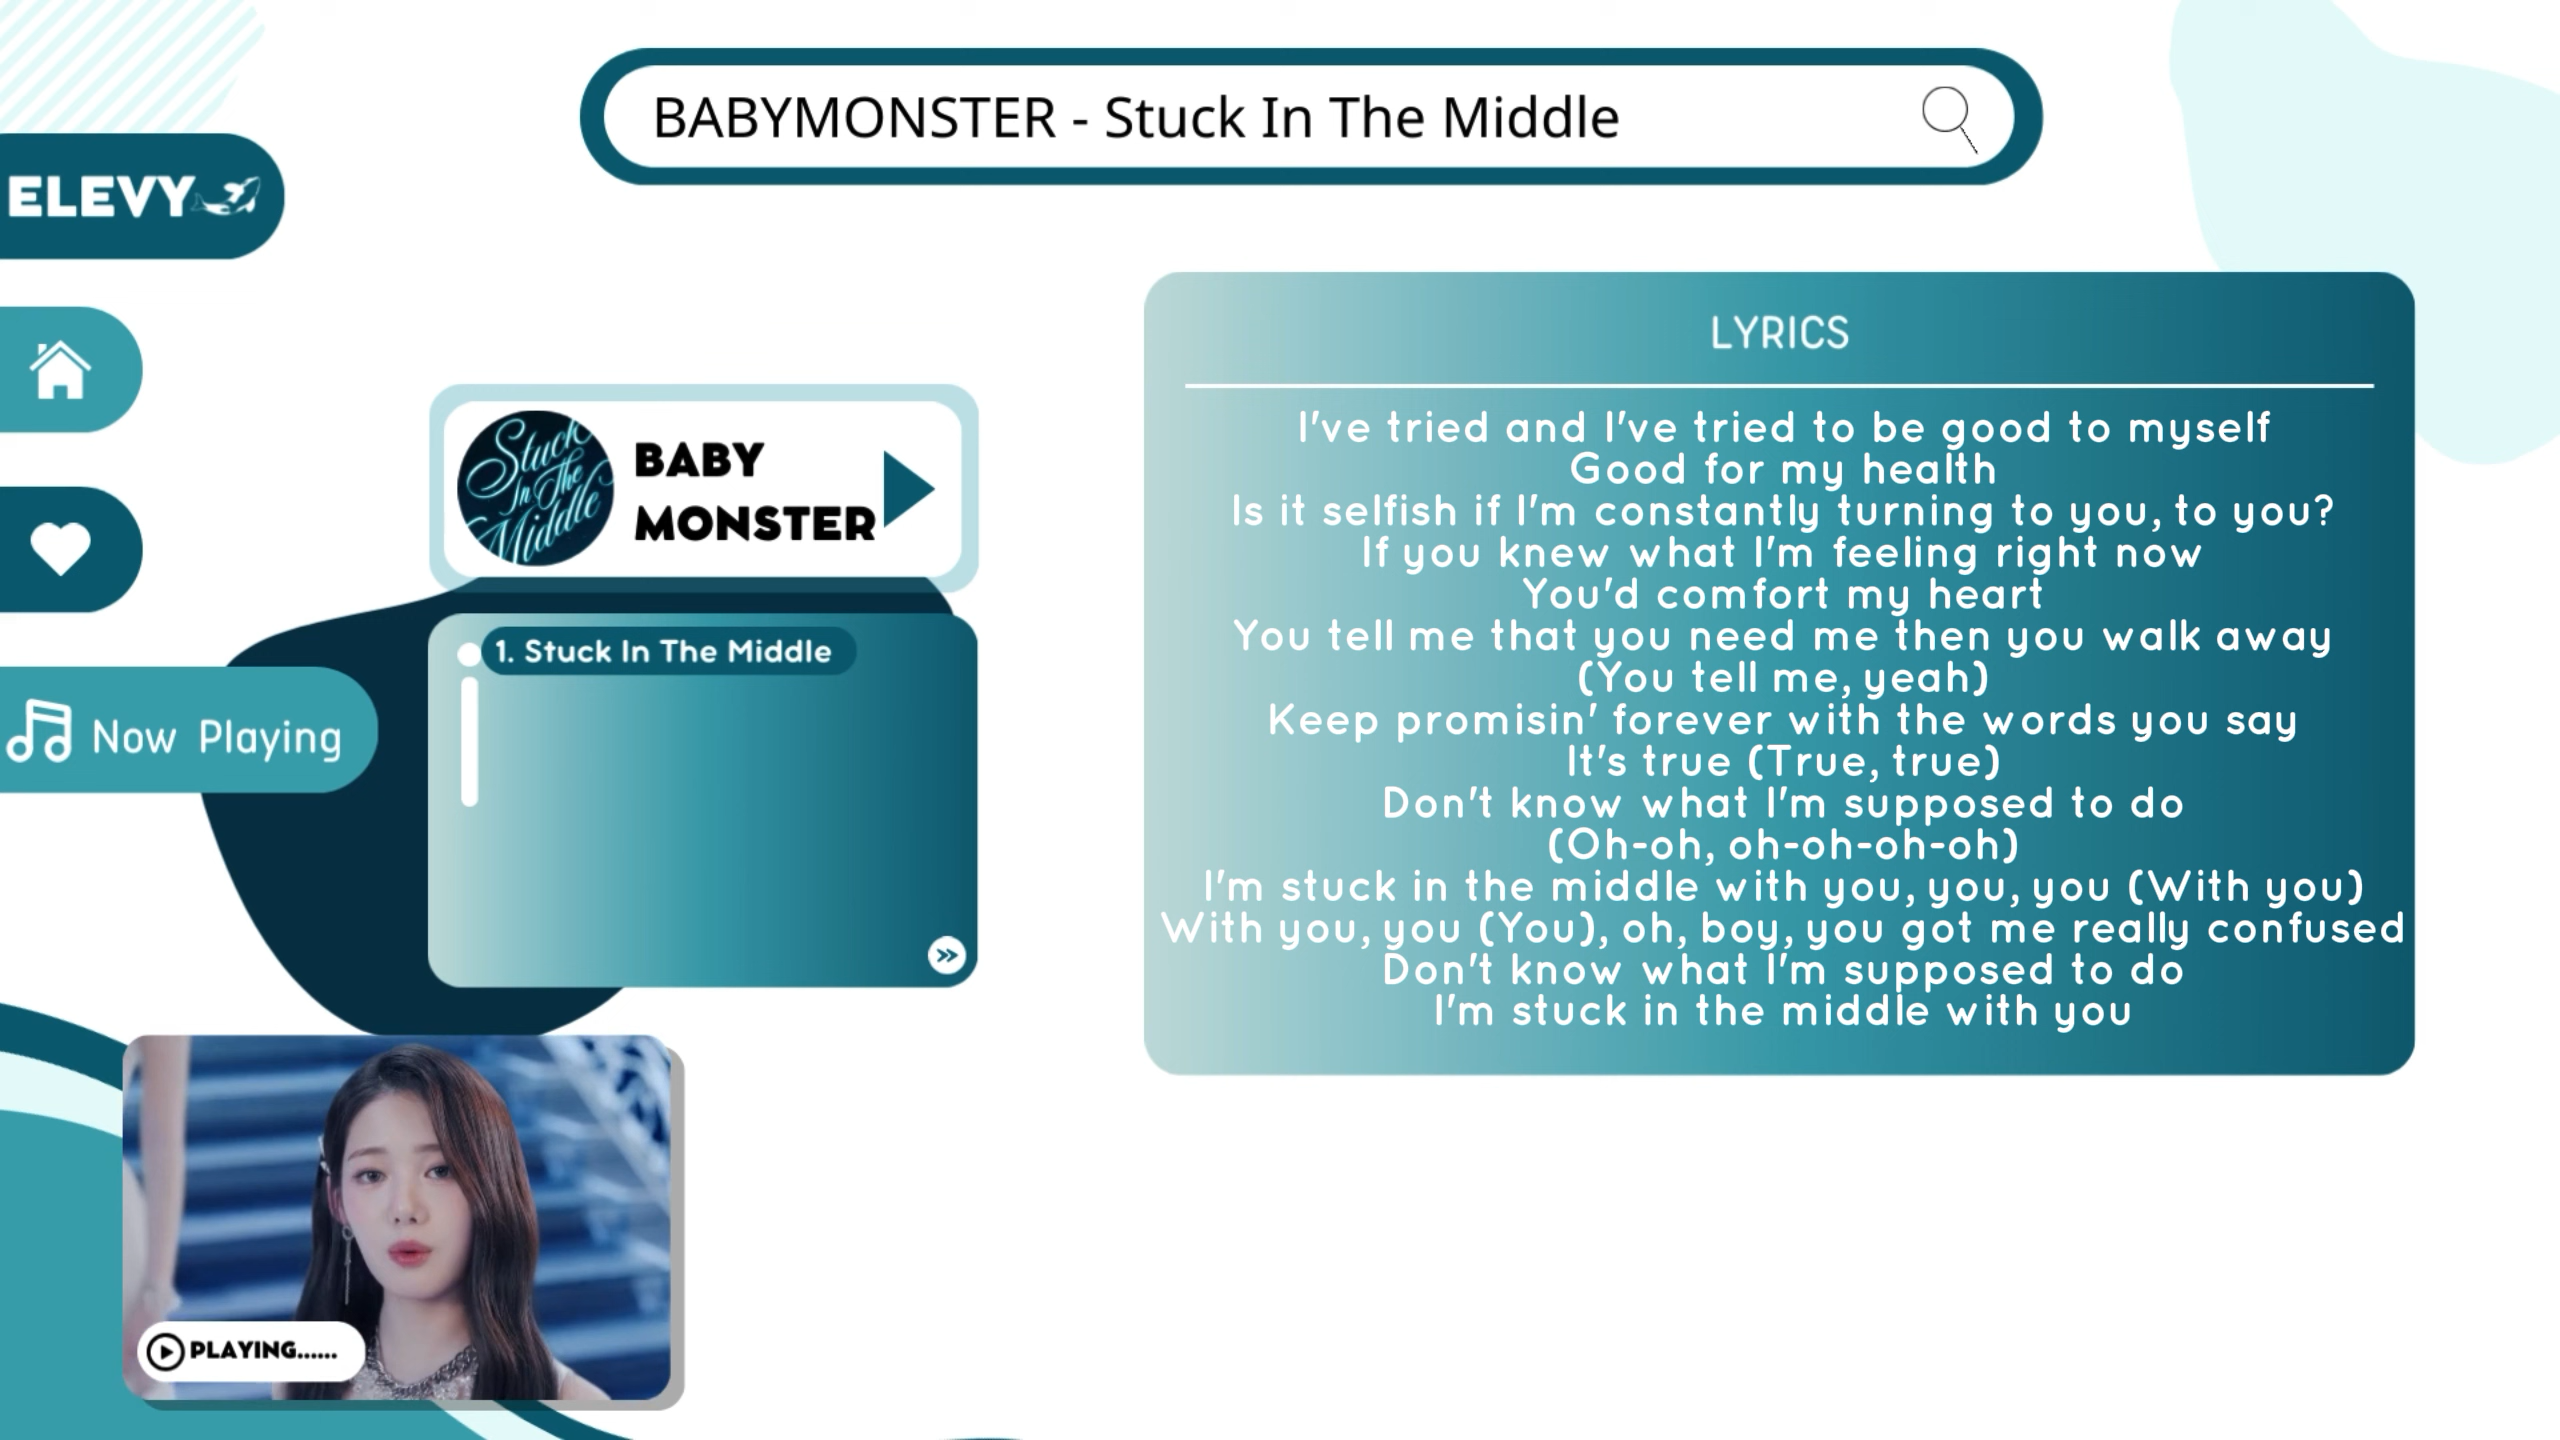 BABYMONSTER - Stuck In The Middle
ELEVY
LYRICS
I've tried and I've tried to be good to myself
Good for my health
Is it selfish if I'm constantly turning to you, to you?
If you knew what I'm feeling right now
You'd comfort my heart
You tell me that you need me then you walk away
(You tell me, yeah)
Keep promisin' forever with the words you say
It's true (True, true)
Don't know what I'm supposed to do
(Oh-oh, oh-oh-oh-oh)
I'm stuck in the middle with you, you, you (With you)
With you, you (You), oh, boy, you got me really confused
Don't know what I'm supposed to do
I'm stuck in the middle with you
Stuck
In The
Middle
BABY
MONSTER
1. Stuck In The Middle
Now Playing
PLAYING......